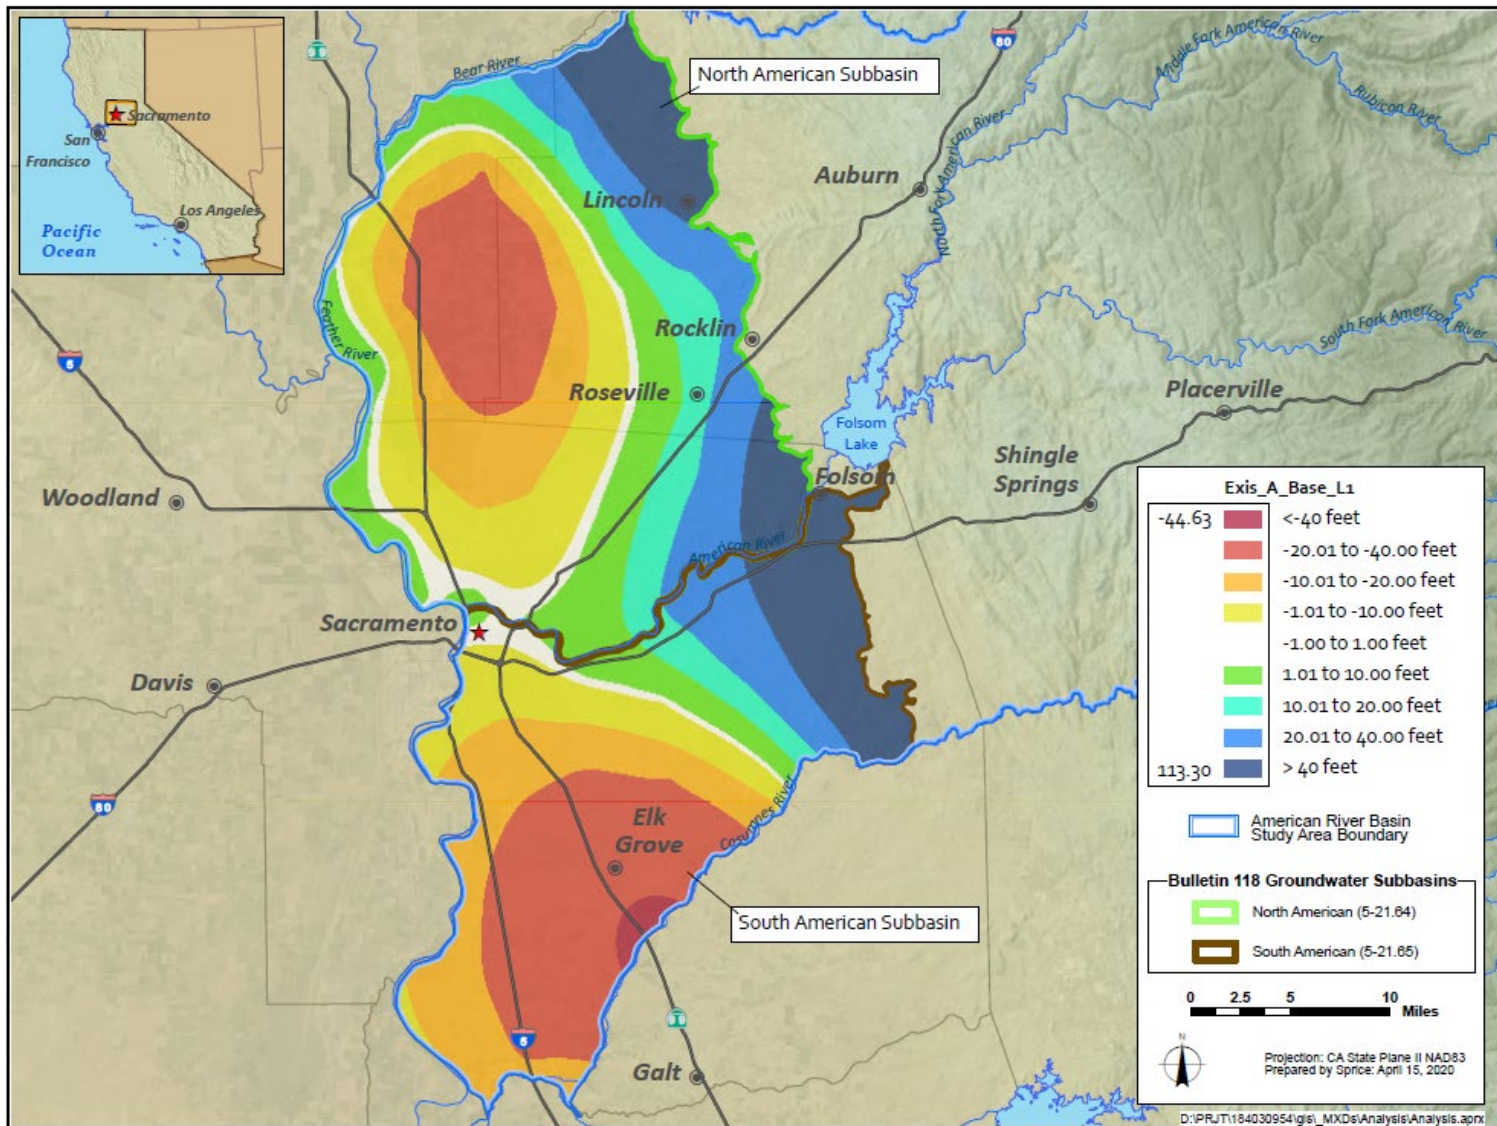 99
80
Bear River
North American Subbasin
Middle Fork American River
Rubicon River
North Fork American River
Sacramento
San
Francisco
Los Angeles
Pacific
Ocean
Auburn
Lincoln
Feather River
Rocklin
South Fork American River
5
Roseville
Placerville
Folsom
Lake
Shingle
Springs
Folsom
Woodland
American River
Sacramento
Davis
80
Elk
Grove
Cosumnes River
South American Subbasin
99
5
Galt
Exis_A_Base_L1
-44.63 <-40 feet
-20.01 to -40.00 feet
-10.01 to -20.00 feet
-1.01 to -10.00 feet
-1.00 to 1.00 feet
1.01 to 10.00 feet
10.01 to 20.00 feet
20.01 to 40.00 feet
113.30 > 40 feet
American River Basin
Study Area Boundary
Bulletin 118 Groundwater Subbasins
North American (5-21.64)
South American (5-21.65)
0 2.5 5 10
Miles
N
Projection: CA State Plane II NAD83
Prepared by Sprice: April 15, 2020
D:\PRJT\184030954\gis\_MXDs\Analysis\Analysis.aprx